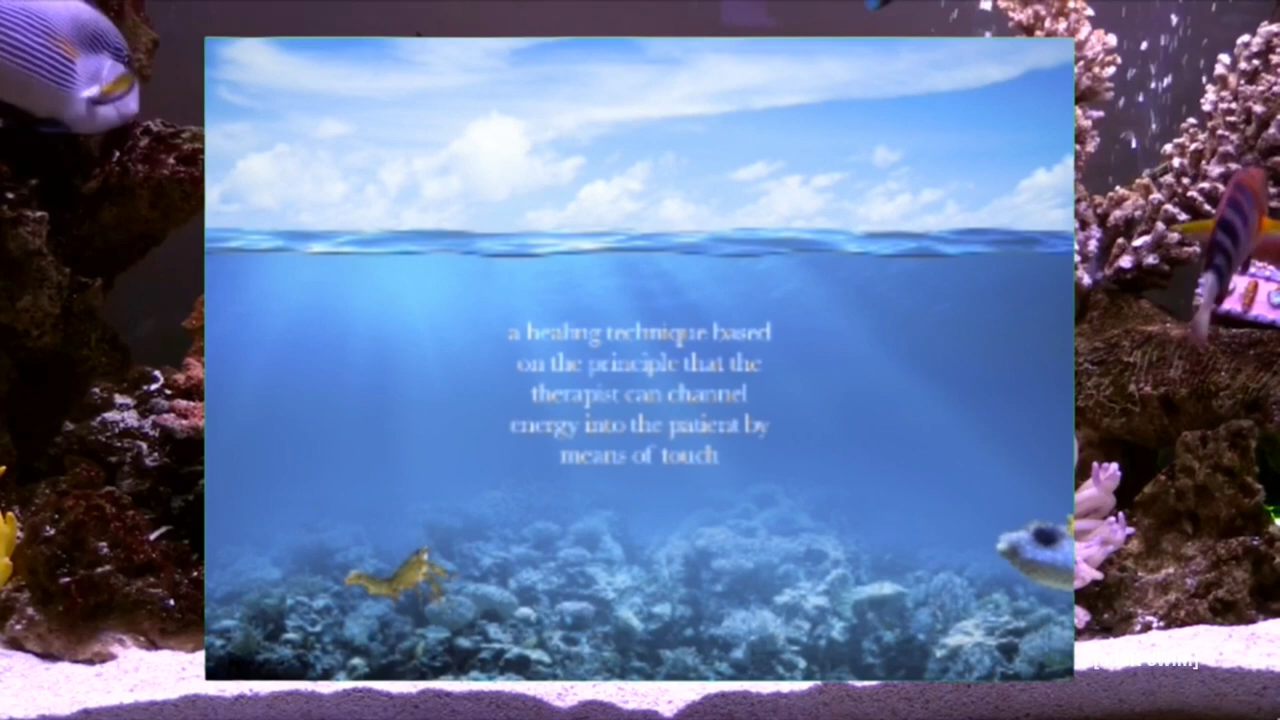 a healing technique based
on the principle that the
therapist can channel
energy into the patient by
means of touch